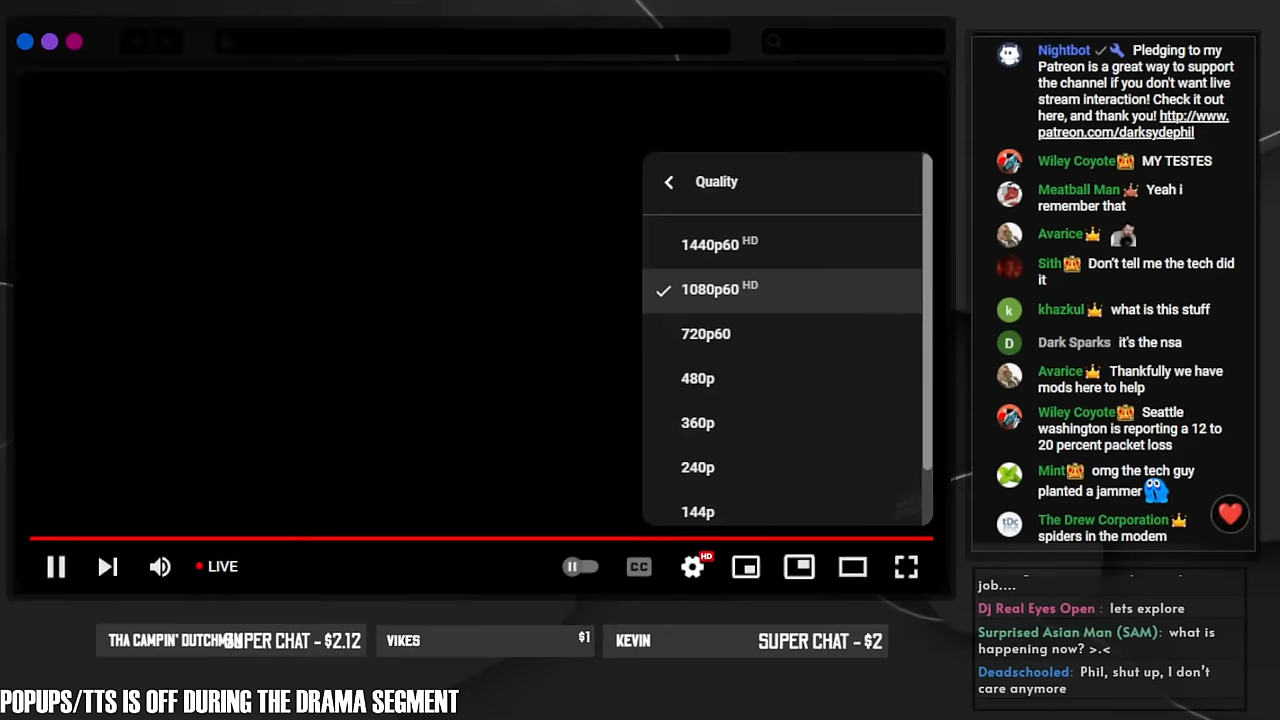 Quality
1440p60 HD
1080p60 HD
720p60
480p
360p
240p
144p
LIVE
CC
HD
THA CAMPIN' DUTCHMAN SUPER CHAT - $2.12
VIKES $1
KEVIN SUPER CHAT - $2
POPUPS/TTS IS OFF DURING THE DRAMA SEGMENT
Nightbot Pledging to my
Patreon is a great way to support
the channel if you don't want live
stream interaction! Check it out
here, and thank you! http://www.
patreon.com/darksydephil
Wiley Coyote MY TESTES
Meatball Man Yeah i
remember that
Avarice
Sith Don't tell me the tech did
it
k
khazkul what is this stuff
D
Dark Sparks it's the nsa
Avarice Thankfully we have
mods here to help
Wiley Coyote Seattle
washington is reporting a 12 to
20 percent packet loss
Mint omg the tech guy
planted a jammer
tDc
The Drew Corporation
spiders in the modem
job....
Dj Real Eyes Open : lets explore
Surprised Asian Man (SAM): what is
happening now? >.<
Deadschooled: Phil, shut up, I don't
care anymore